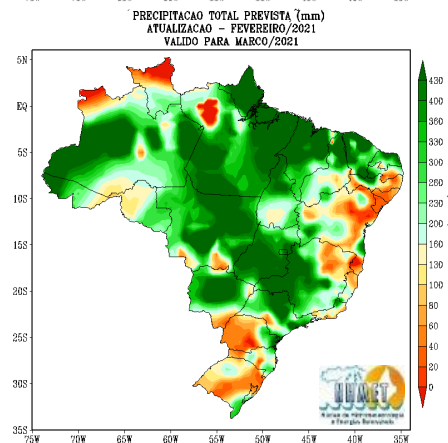 PRECIPITACAO TOTAL PREVISTA (mm)
ATUALIZACAO - FEVEREIRO/2021
VALIDO PARA MARCO/2021
5N
EQ
5S
10S
15S
20S
25S
30S
35S
75W
70W
65W
60W
55W
50W
45W
40W
35W
430
400
360
330
300
260
230
200
160
130
100
80
60
40
20
0